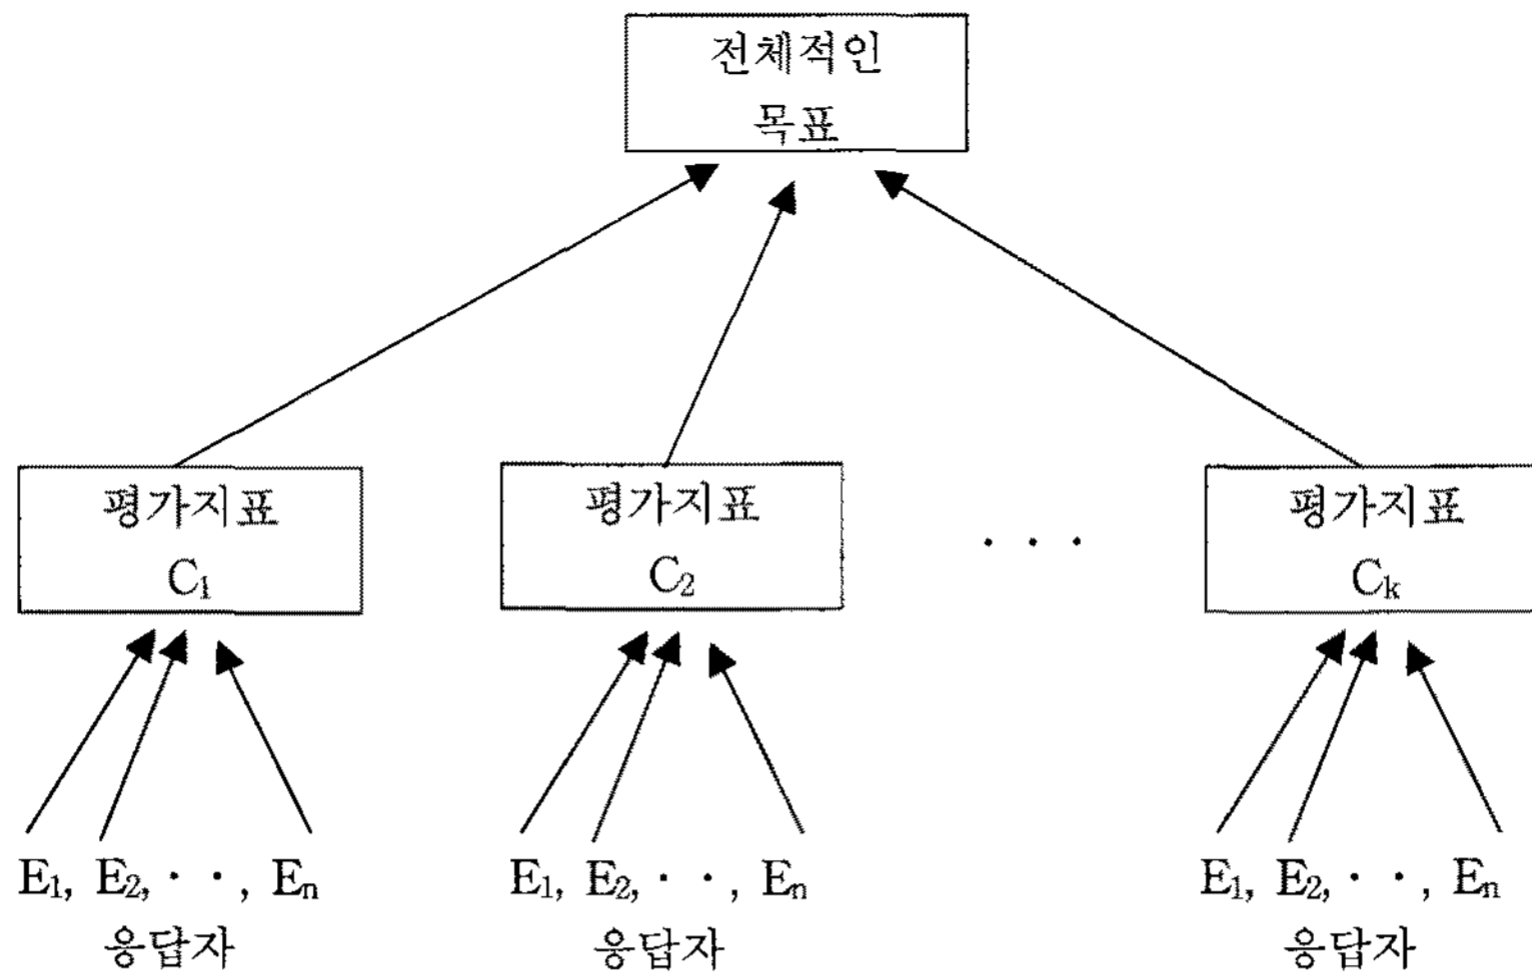 전체적인
목표
평가지표
C₁
평가지표
C₂
· · ·
평가지표
Cₖ
E₁, E₂, · ·, Eₙ
응답자
E₁, E₂, · ·, Eₙ
응답자
E₁, E₂, · ·, Eₙ
응답자